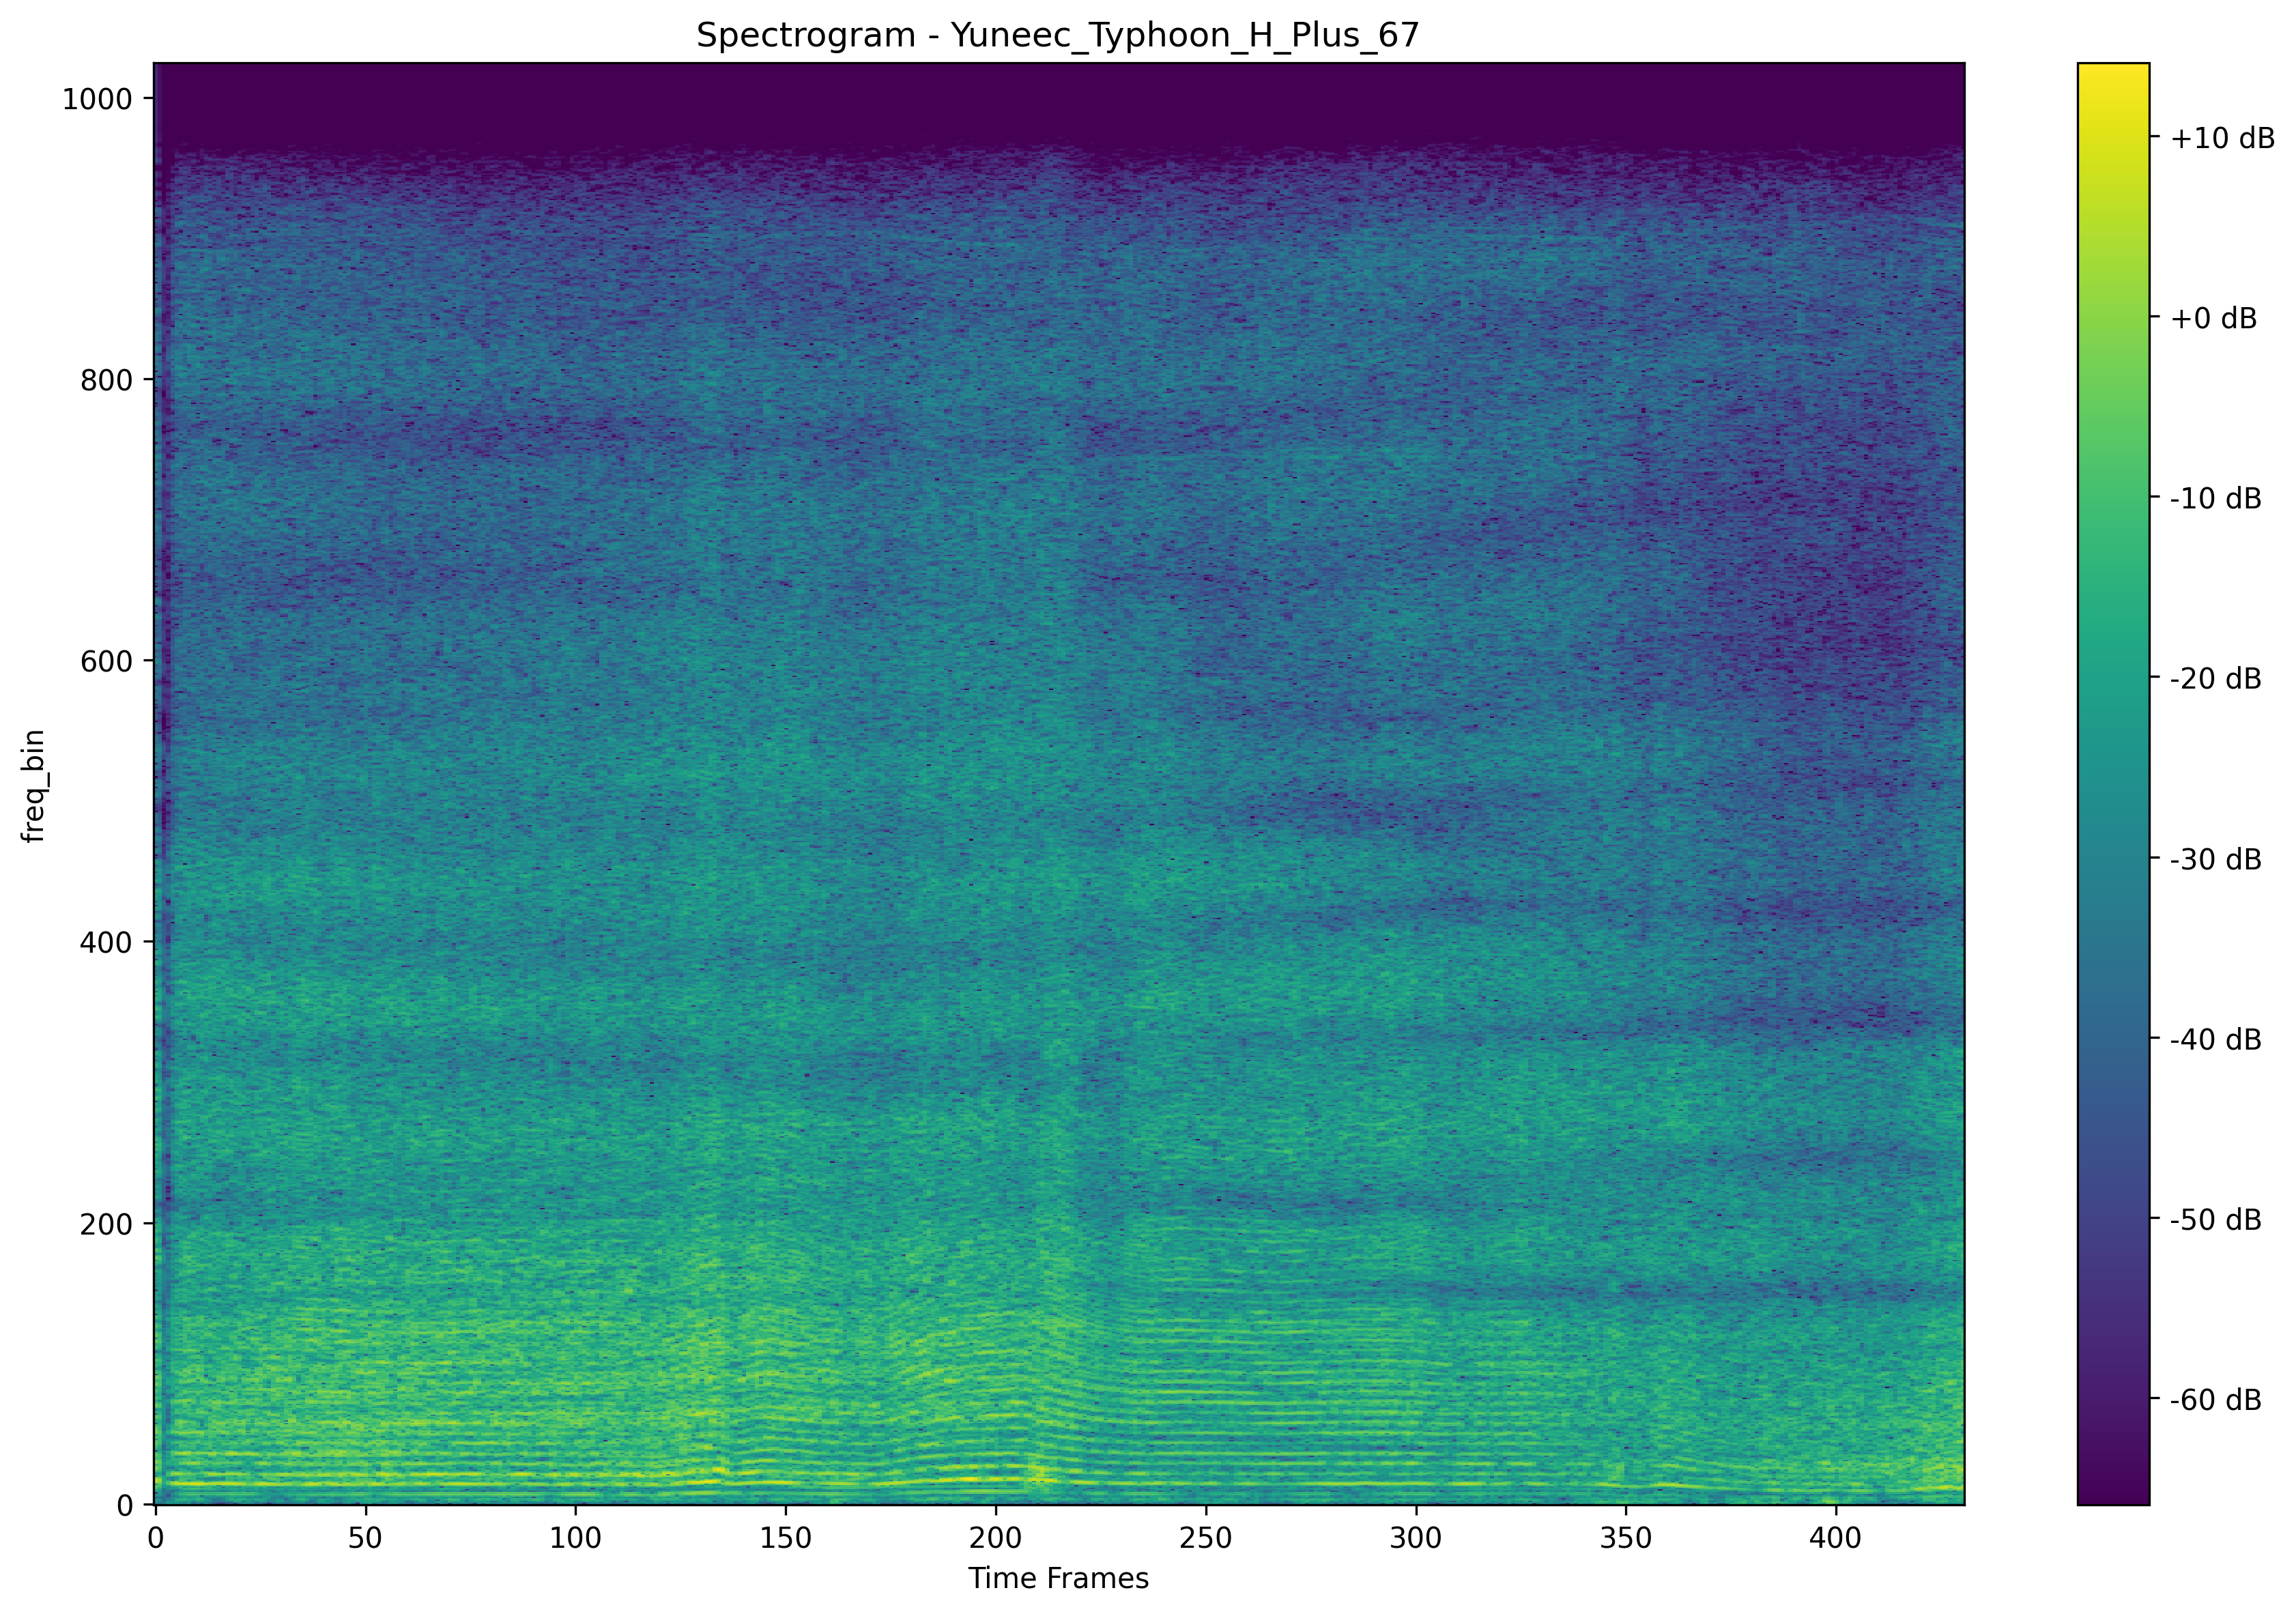 Spectrogram - Yuneec_Typhoon_H_Plus_67
1000
800
600
400
200
0
freq_bin
0 50 100 150 200 250 300 350 400
Time Frames
+10 dB
+0 dB
-10 dB
-20 dB
-30 dB
-40 dB
-50 dB
-60 dB